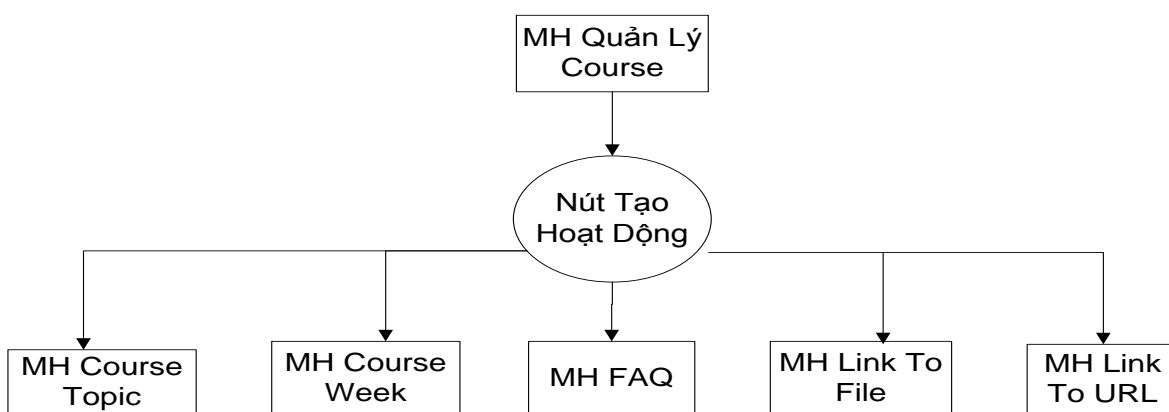 MH Quản Lý
Course
Nút Tạo
Hoạt Dộng
MH Course
Topic
MH Course
Week
MH FAQ
MH Link To
File
MH Link
To URL